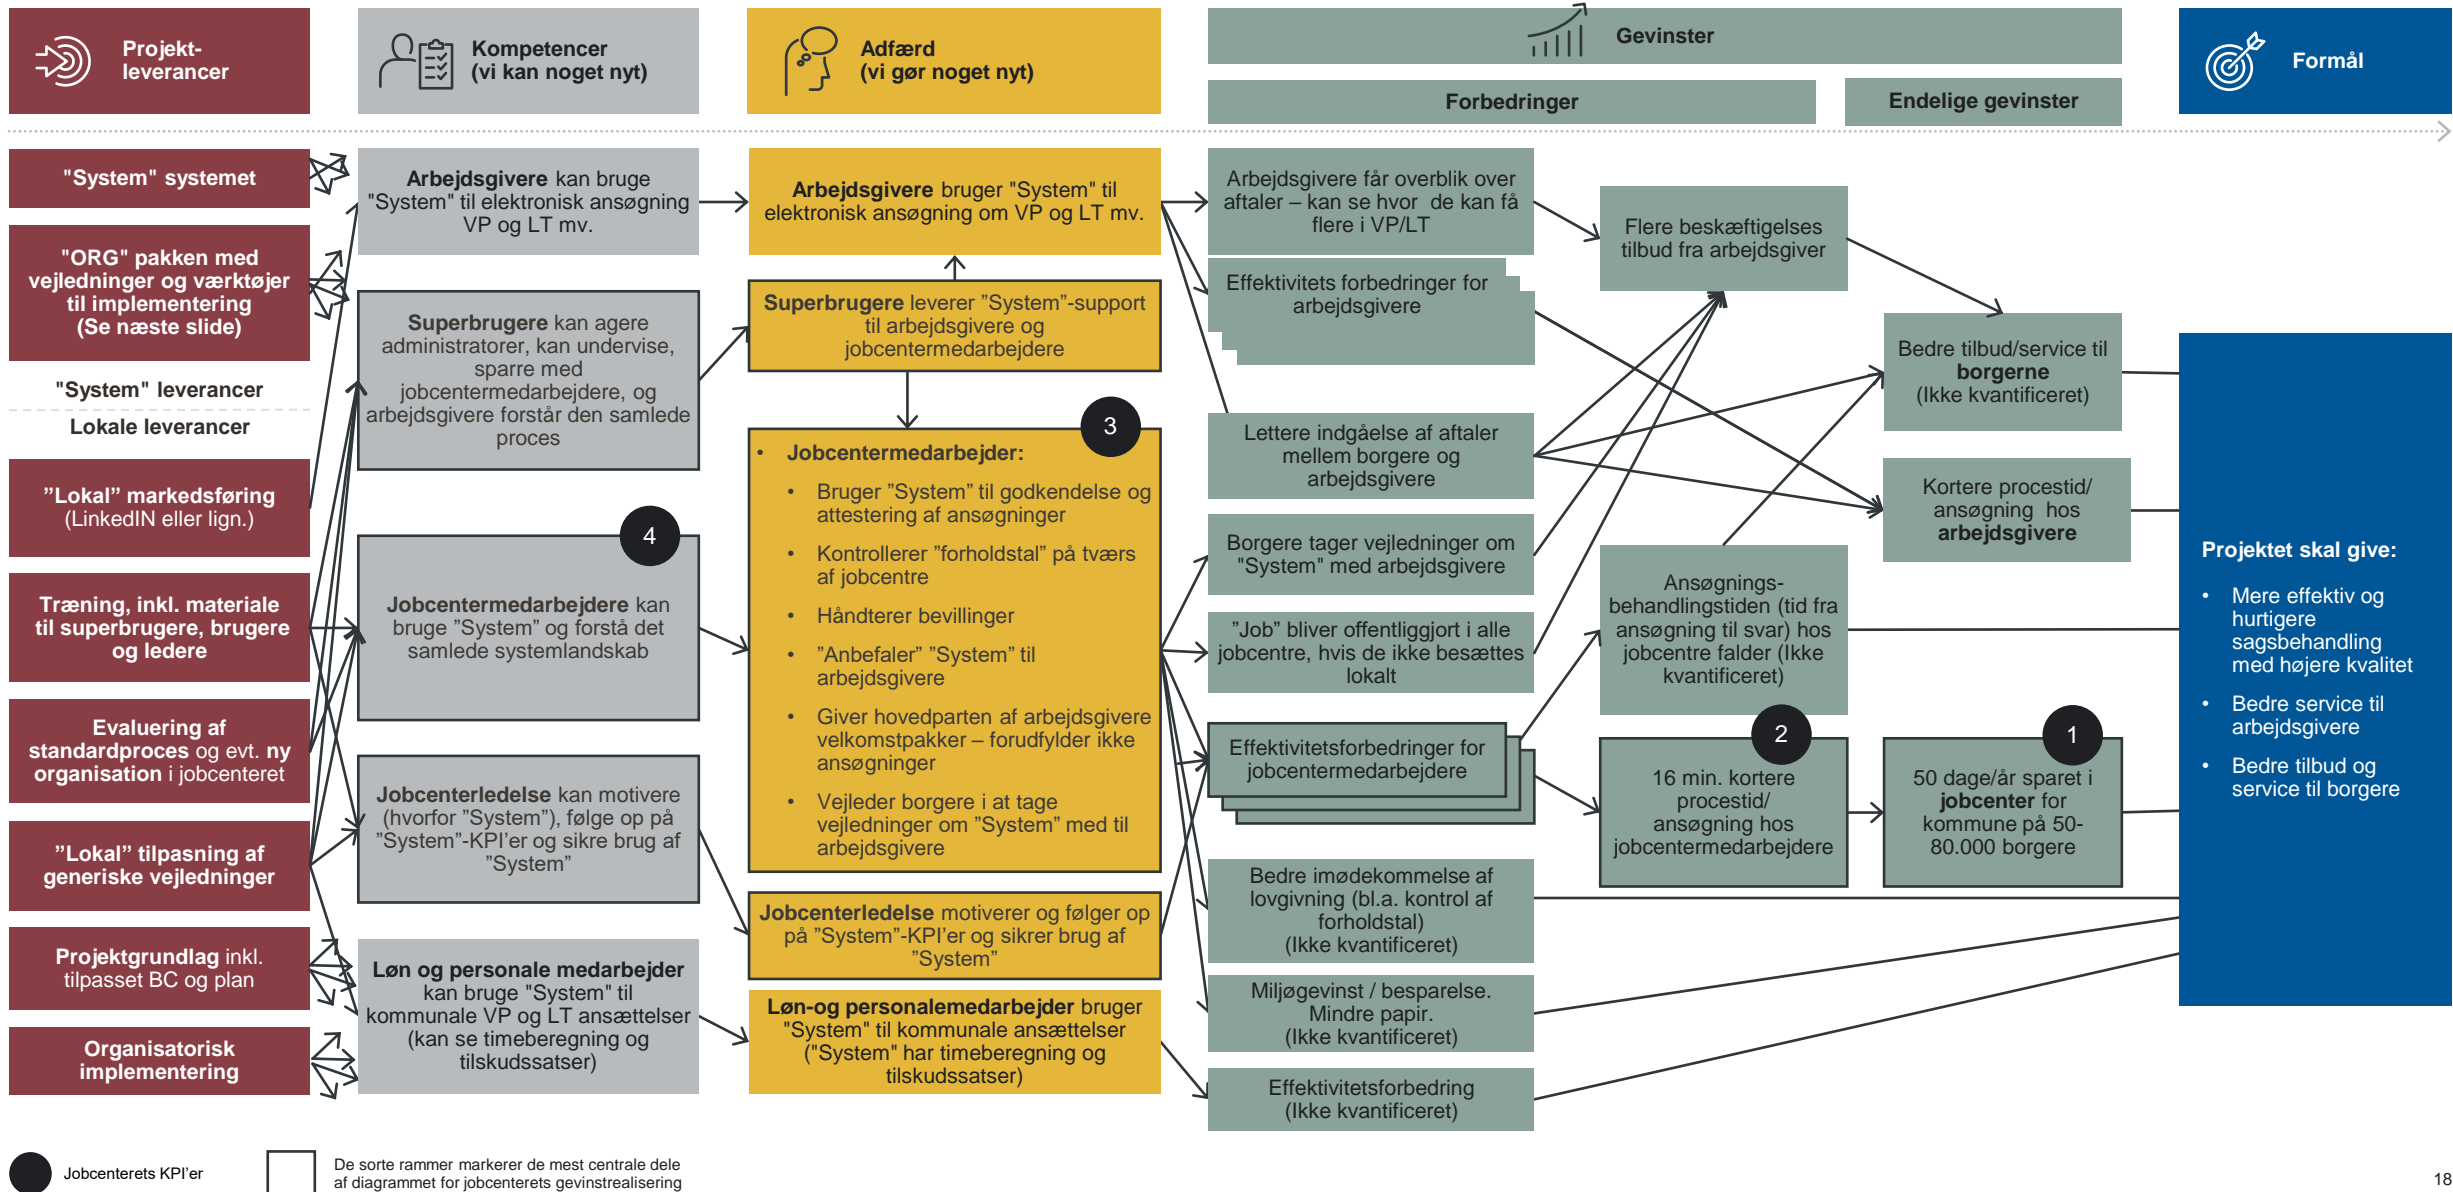 Projekt-
leverancer
Kompetencer
(vi kan noget nyt)
Adfærd
(vi gør noget nyt)
Gevinster
Forbedringer
Endelige gevinster
Formål
"System" systemet
"ORG" pakken med
vejledninger og værktøjer
til implementering
(Se næste slide)
"System" leverancer
Lokale leverancer
”Lokal” markedsføring
(LinkedIN eller lign.)
Træning, inkl. materiale
til superbrugere, brugere
og ledere
Evaluering af
standardproces og evt. ny
organisation i jobcenteret
”Lokal” tilpasning af
generiske vejledninger
Projektgrundlag inkl.
tilpasset BC og plan
Organisatorisk
implementering
Arbejdsgivere kan bruge
"System" til elektronisk ansøgning
VP og LT mv.
Superbrugere kan agere
administratorer, kan undervise,
sparre med
jobcentermedarbejdere, og
arbejdsgivere forstår den samlede
proces
4
Jobcentermedarbejdere kan
bruge ”System” og forstå det
samlede systemlandskab
Jobcenterledelse kan motivere
(hvorfor ”System”), følge op på
”System”-KPI’er og sikre brug af
”System”
Løn og personale medarbejder
kan bruge "System" til
kommunale VP og LT ansættelser
(kan se timeberegning og
tilskudssatser)
Arbejdsgivere bruger "System" til
elektronisk ansøgning om VP og LT mv.
Superbrugere leverer ”System”-support
til arbejdsgivere og
jobcentermedarbejdere
3
• Jobcentermedarbejder:
• Bruger ”System” til godkendelse og
attestering af ansøgninger
• Kontrollerer ”forholdstal” på tværs
af jobcentre
• Håndterer bevillinger
• ”Anbefaler” ”System” til
arbejdsgivere
• Giver hovedparten af arbejdsgivere
velkomstpakker – forudfylder ikke
ansøgninger
• Vejleder borgere i at tage
vejledninger om ”System” med til
arbejdsgivere
Jobcenterledelse motiverer og følger op
på ”System”-KPI’er og sikrer brug af
”System”
Løn-og personalemedarbejder bruger
"System" til kommunale ansættelser
("System" har timeberegning og
tilskudssatser)
Arbejdsgivere får overblik over
aftaler – kan se hvor de kan få
flere i VP/LT
Effektivitets forbedringer for
arbejdsgivere
Lettere indgåelse af aftaler
mellem borgere og
arbejdsgivere
Borgere tager vejledninger om
"System" med arbejdsgivere
”Job” bliver offentliggjort i alle
jobcentre, hvis de ikke besættes
lokalt
Effektivitetsforbedringer for
jobcentermedarbejdere
Bedre imødekommelse af
lovgivning (bl.a. kontrol af
forholdstal)
(Ikke kvantificeret)
Miljøgevinst / besparelse.
Mindre papir.
(Ikke kvantificeret)
Effektivitetsforbedring
(Ikke kvantificeret)
Flere beskæftigelses
tilbud fra arbejdsgiver
Ansøgnings-
behandlingstiden (tid fra
ansøgning til svar) hos
jobcentre falder (Ikke
kvantificeret)
2
16 min. kortere
procestid/
ansøgning hos
jobcentermedarbejdere
Bedre tilbud/service til
borgerne
(Ikke kvantificeret)
Kortere procestid/
ansøgning hos
arbejdsgivere
1
50 dage/år sparet i
jobcenter for
kommune på 50-
80.000 borgere
Projektet skal give:
• Mere effektiv og
hurtigere
sagsbehandling
med højere kvalitet
• Bedre service til
arbejdsgivere
• Bedre tilbud og
service til borgere
Jobcenterets KPI’er
De sorte rammer markerer de mest centrale dele
af diagrammet for jobcenterets gevinstrealisering
18